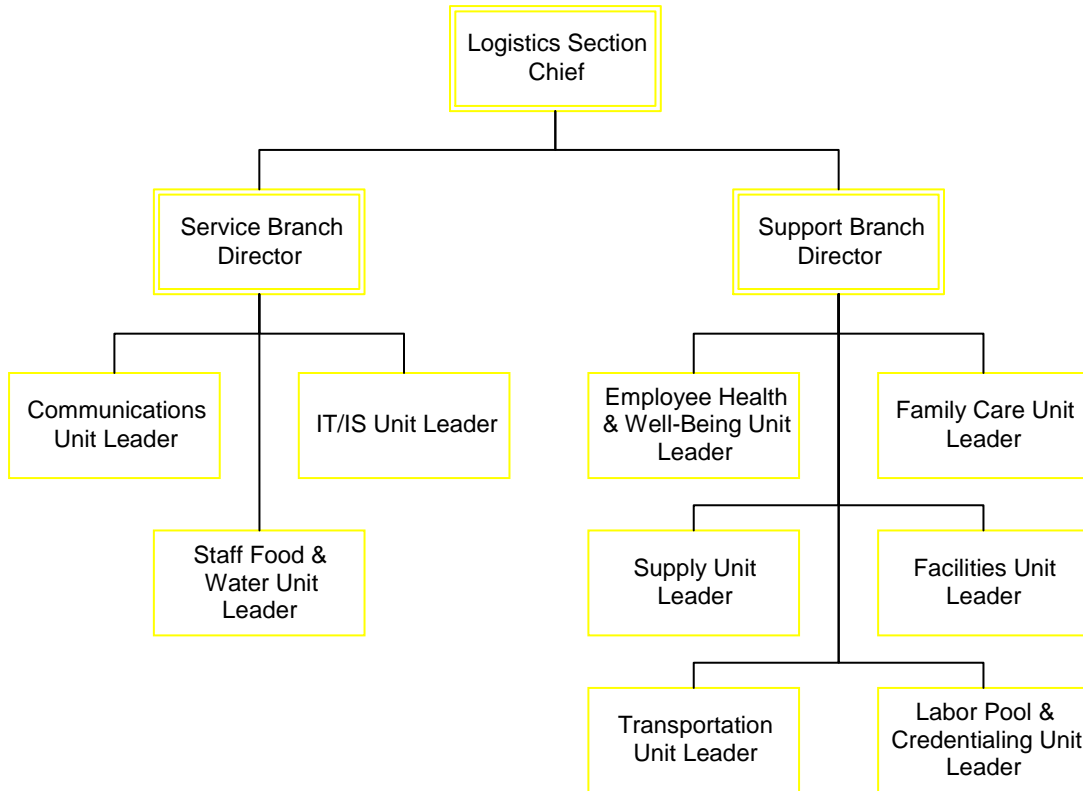 Logistics Section
Chief
Service Branch
Director
Support Branch
Director
Communications
Unit Leader
IT/IS Unit Leader
Employee Health
& Well-Being Unit
Leader
Family Care Unit
Leader
Staff Food &
Water Unit
Leader
Supply Unit
Leader
Facilities Unit
Leader
Transportation
Unit Leader
Labor Pool &
Credentialing Unit
Leader